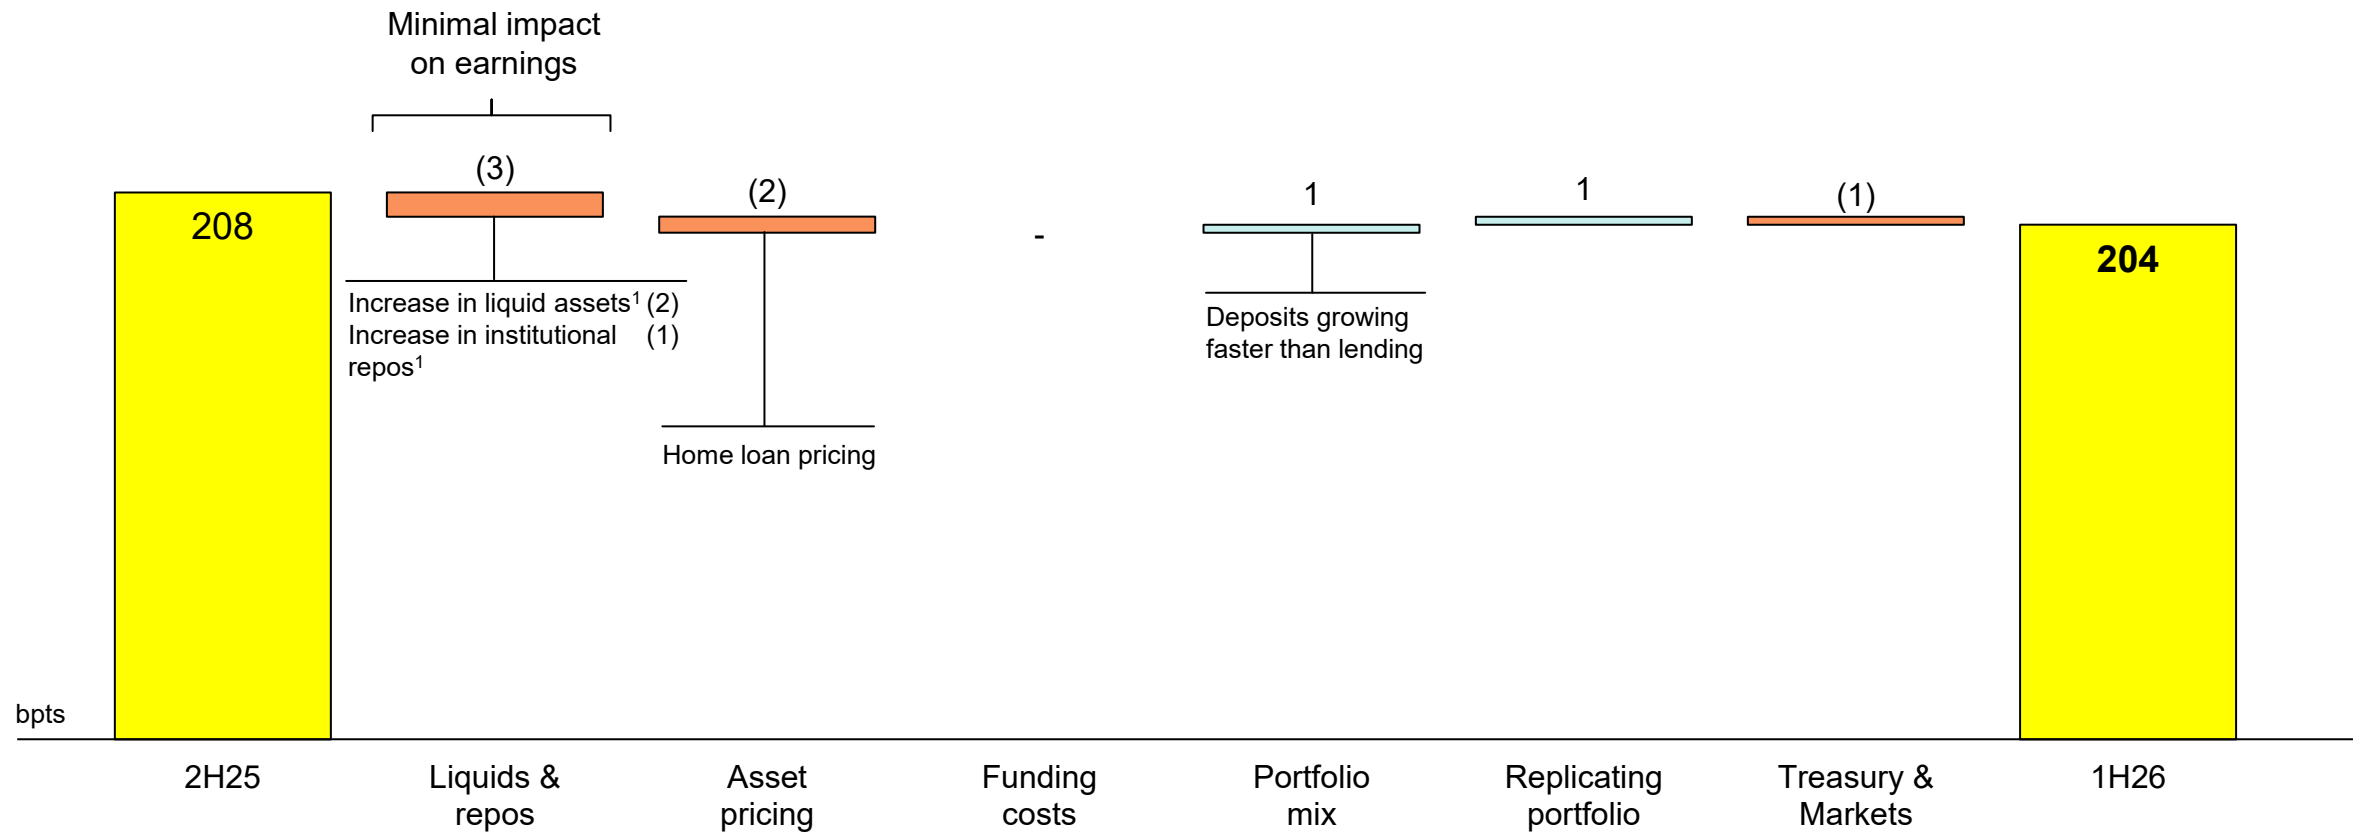 Minimal impact
on earnings
(3)
(2)
1
1
(1)
208
-
204
Increase in liquid assets¹ (2)
Increase in institutional (1)
repos¹
Deposits growing
faster than lending
Home loan pricing
bpts
2H25
Liquids &
repos
Asset
pricing
Funding
costs
Portfolio
mix
Replicating
portfolio
Treasury &
Markets
1H26